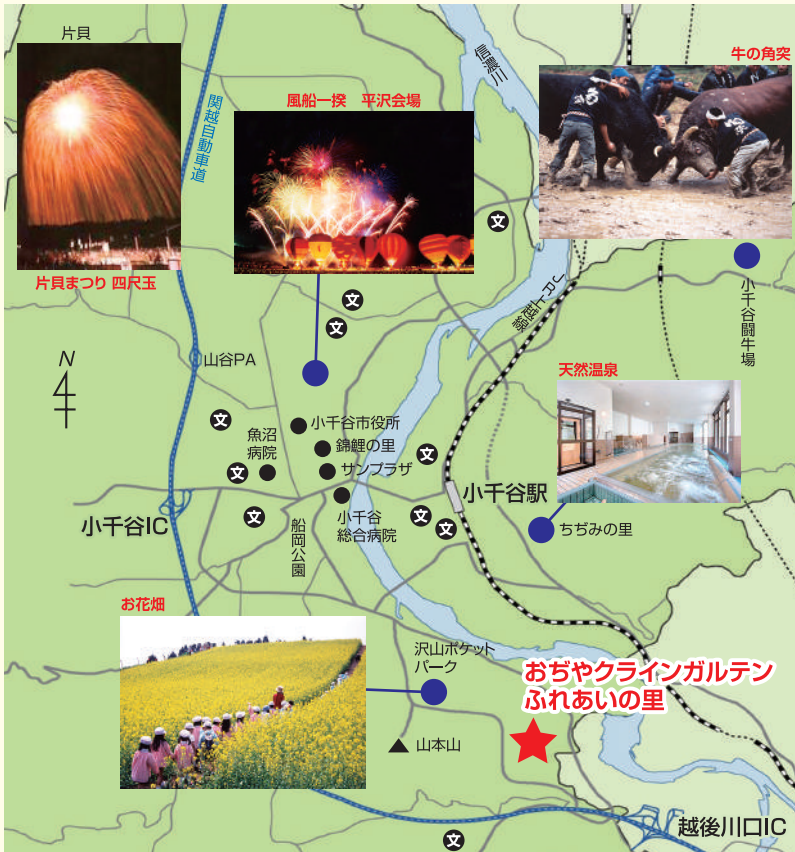 片貝
片貝まつり 四尺玉
関越自動車道
風船一揆　平沢会場
信濃川
牛の角突
小千谷闘牛場
JR上越線
文
文
文
山谷PA
N
天然温泉
小千谷市役所
錦鯉の里
サンプラザ
魚沼
病院
文
文
文
文
文
文
小千谷IC
船岡公園
小千谷
総合病院
小千谷駅
ちぢみの里
お花畑
沢山ポケット
パーク
おぢやクラインガルテン
ふれあいの里
山本山
越後川口IC
文